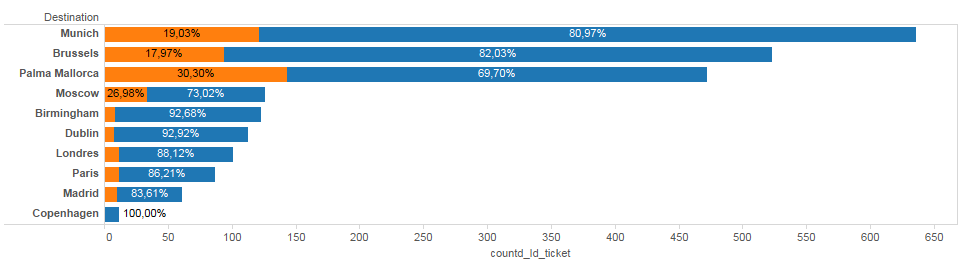 Destination
Munich 19,03% 80,97%
Brussels 17,97% 82,03%
Palma Mallorca 30,30% 69,70%
Moscow 26,98% 73,02%
Birmingham 92,68%
Dublin 92,92%
Londres 88,12%
Paris 86,21%
Madrid 83,61%
Copenhagen 100,00%
0 50 100 150 200 250 300 350 400 450 500 550 600 650
countd_Id_ticket